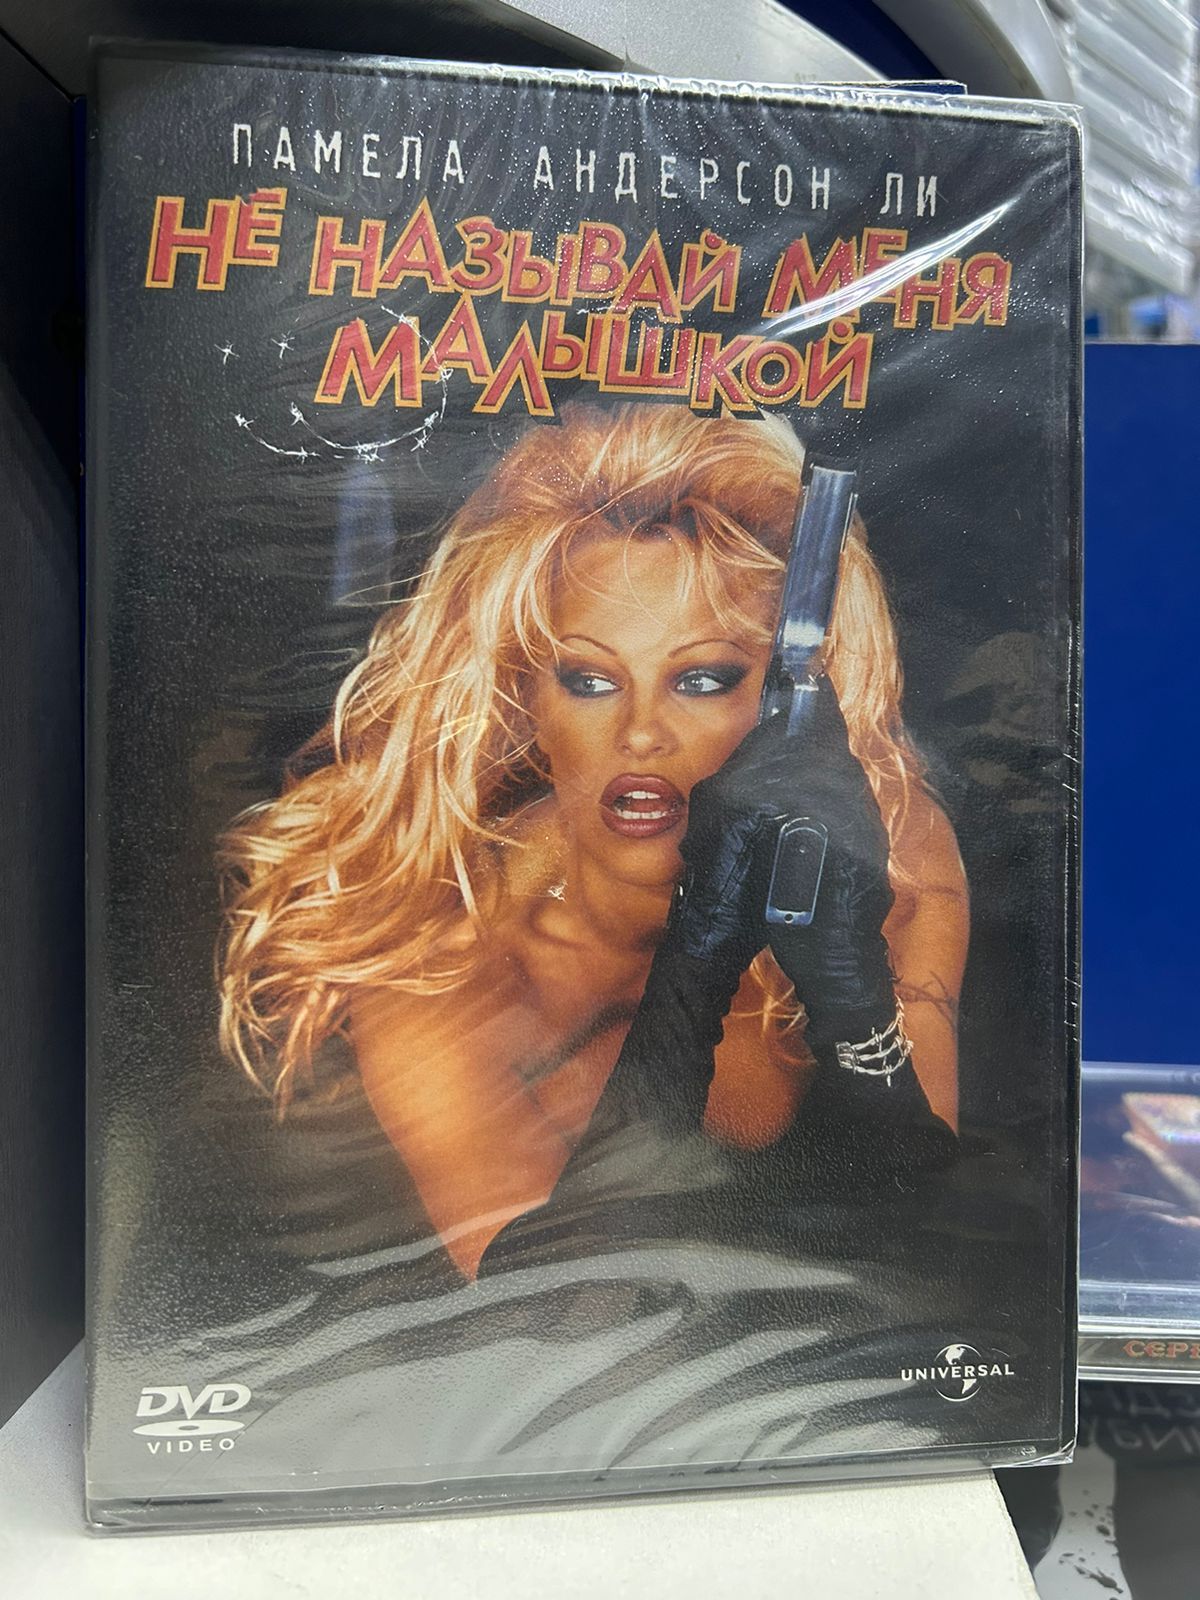 ПАМЕЛА АНДЕРСОН ЛИ
НЕ НАЗЫВАЙ МЕНЯ
МАЛЫШКОЙ
DVD
VIDEO
UNIVERSAL